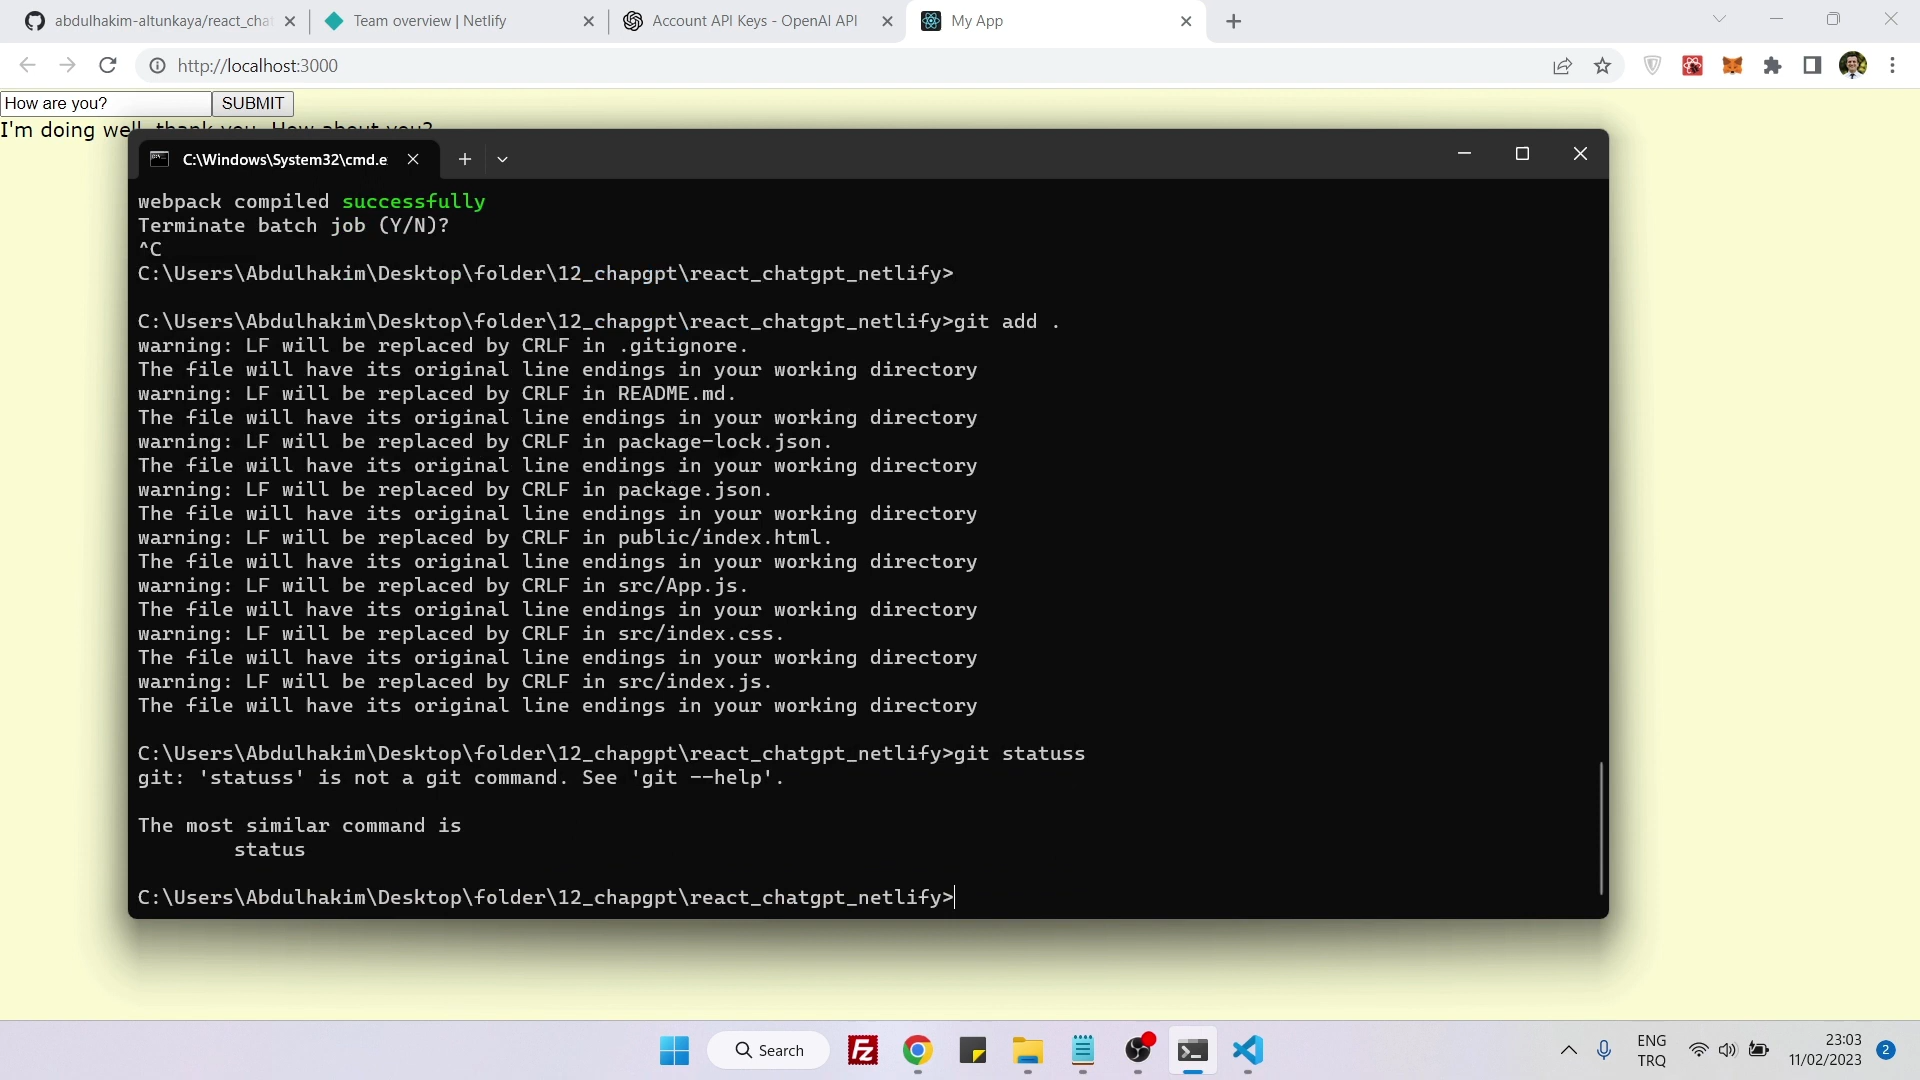 abdulhakim-altunkaya/react_cha
Team overview | Netlify
Account API Keys - OpenAI API
My App
http://localhost:3000
How are you?
SUBMIT
I'm doing well, thank you. How about you?
C:\Windows\System32\cmd.e
webpack compiled successfully
Terminate batch job (Y/N)?
^C
C:\Users\Abdulhakim\Desktop\folder\12_chapgpt\react_chatgpt_netlify>
C:\Users\Abdulhakim\Desktop\folder\12_chapgpt\react_chatgpt_netlify>git add .
warning: LF will be replaced by CRLF in .gitignore.
The file will have its original line endings in your working directory
warning: LF will be replaced by CRLF in README.md.
The file will have its original line endings in your working directory
warning: LF will be replaced by CRLF in package-lock.json.
The file will have its original line endings in your working directory
warning: LF will be replaced by CRLF in package.json.
The file will have its original line endings in your working directory
warning: LF will be replaced by CRLF in public/index.html.
The file will have its original line endings in your working directory
warning: LF will be replaced by CRLF in src/App.js.
The file will have its original line endings in your working directory
warning: LF will be replaced by CRLF in src/index.css.
The file will have its original line endings in your working directory
warning: LF will be replaced by CRLF in src/index.js.
The file will have its original line endings in your working directory
C:\Users\Abdulhakim\Desktop\folder\12_chapgpt\react_chatgpt_netlify>git statuss
git: 'statuss' is not a git command. See 'git --help'.
The most similar command is
status
C:\Users\Abdulhakim\Desktop\folder\12_chapgpt\react_chatgpt_netlify>
Search
Fz
ENG
TRQ
23:03
11/02/2023
2